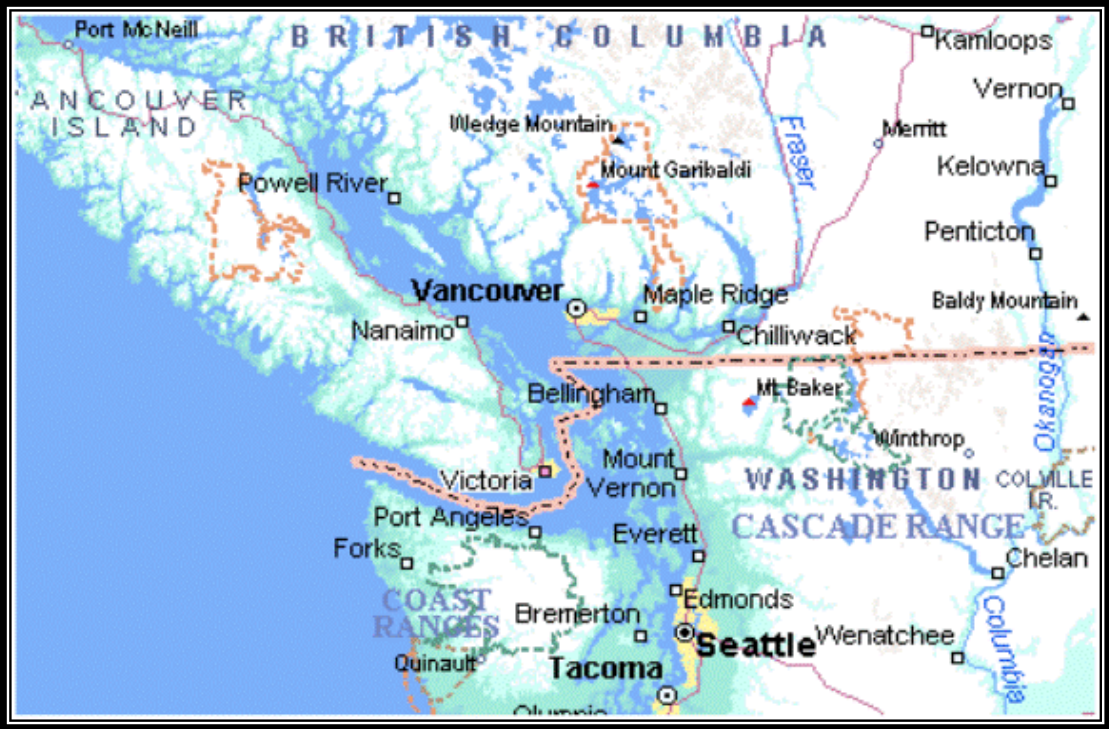 Port McNeill
BRITISH COLUMBIA
Kamloops
ANCOUVER
ISLAND
Vernon
Wedge Mountain
Fraser
Merritt
Mount Garibaldi
Kelowna
Powell River
Penticton
Vancouver
Maple Ridge
Baldy Mountain
Nanaimo
Chilliwack
Okanogan
Bellingham
Mt. Baker
Winthrop
Mount
Vernon
Victoria
WASHINGTON
COLVILLE
I.R.
Port Angeles
CASCADE RANGE
Everett
Forks
Chelan
COAST
RANGES
Edmonds
Bremerton
Columbia
Seattle
Wenatchee
Quinault
Tacoma
Olympia